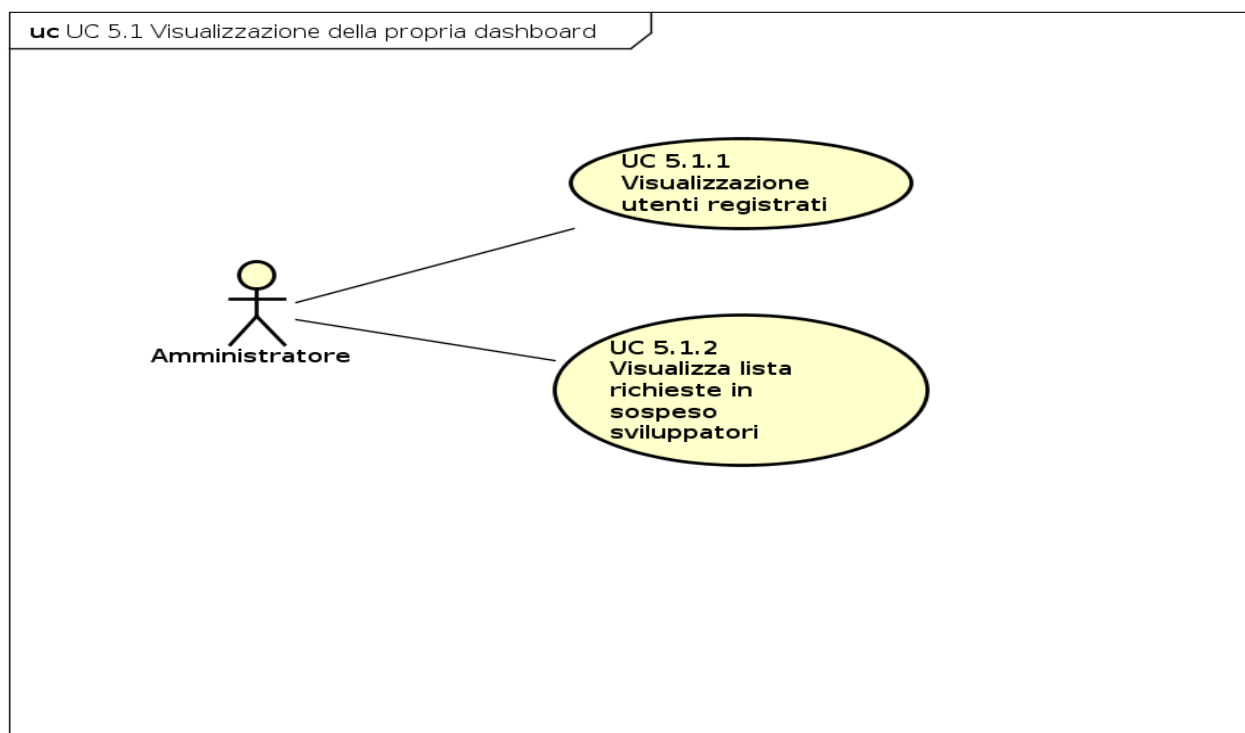 uc UC 5.1 Visualizzazione della propria dashboard
UC 5.1.1
Visualizzazione
utenti registrati
Amministratore
UC 5.1.2
Visualizza lista
richieste in
sospeso
sviluppatori